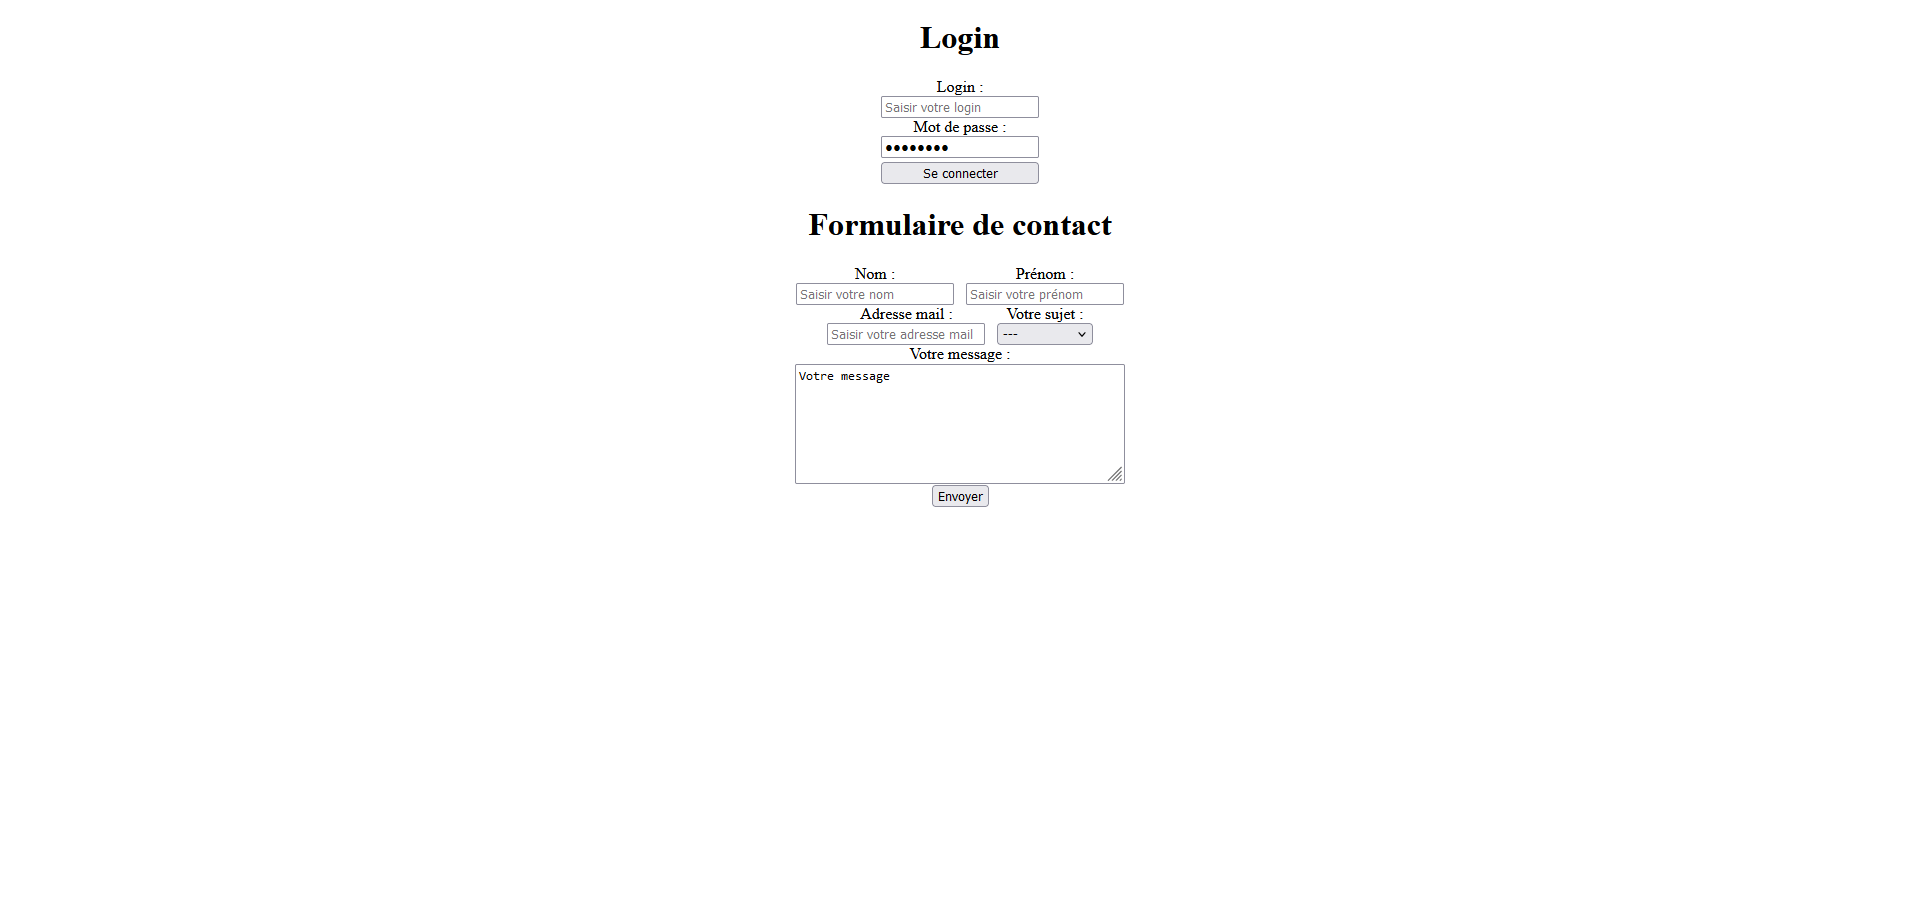 Login
Login :
Saisir votre login
Mot de passe :
••••••••
Se connecter
Formulaire de contact
Nom : Prénom :
Saisir votre nom Saisir votre prénom
Adresse mail : Votre sujet :
Saisir votre adresse mail ---
Votre message :
Votre message
Envoyer